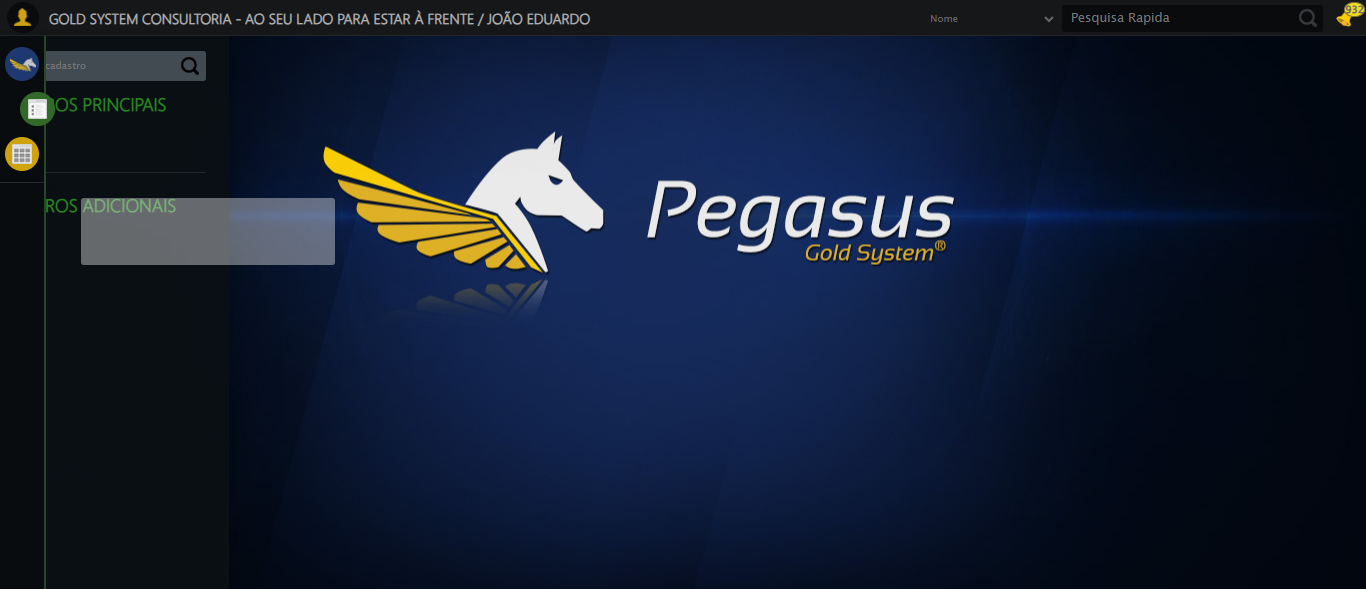 GOLD SYSTEM CONSULTORIA - AO SEU LADO PARA ESTAR À FRENTE / JOÃO EDUARDO
Nome
Pesquisa Rapida
932
cadastro
OS PRINCIPAIS
ROS ADICIONAIS
Pegasus
Gold System®